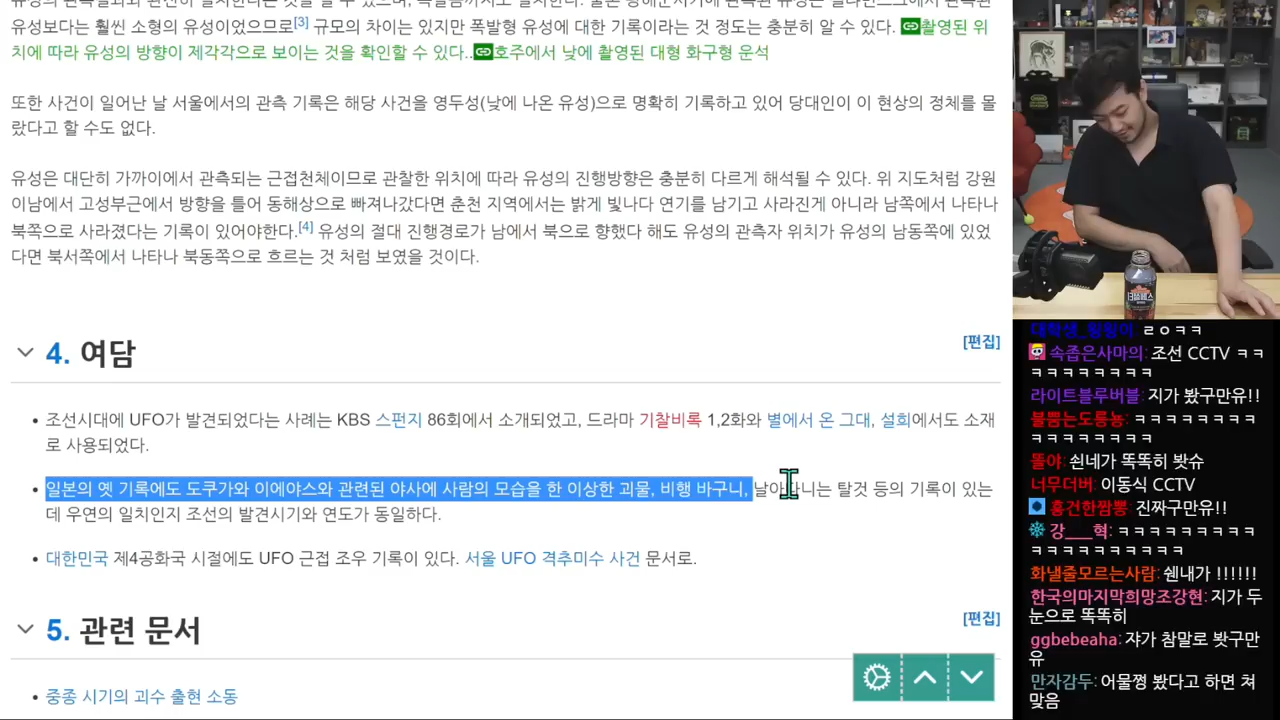 유성보다는 훨씬 소형의 유성이었으므로[3] 규모의 차이는 있지만 폭발형 유성에 대한 기록이라는 것 정도는 충분히 알 수 있다. 촬영된 위
치에 따라 유성의 방향이 제각각으로 보이는 것을 확인할 수 있다..호주에서 낮에 촬영된 대형 화구형 운석
또한 사건이 일어난 날 서울에서의 관측 기록은 해당 사건을 영두성(낮에 나온 유성)으로 명확히 기록하고 있어 당대인이 이 현상의 정체를 몰
랐다고 할 수도 없다.
유성은 대단히 가까이에서 관측되는 근접천체이므로 관찰한 위치에 따라 유성의 진행방향은 충분히 다르게 해석될 수 있다. 위 지도처럼 강원
이남에서 고성부근에서 방향을 틀어 동해상으로 빠져나갔다면 춘천 지역에서는 밝게 빛나다 연기를 남기고 사라진게 아니라 남쪽에서 나타나
북쪽으로 사라졌다는 기록이 있어야한다.[4] 유성의 절대 진행경로가 남에서 북으로 향했다 해도 유성의 관측자 위치가 유성의 남동쪽에 있었
다면 북서쪽에서 나타나 북동쪽으로 흐르는 것 처럼 보였을 것이다.
4. 여담
[편집]
조선시대에 UFO가 발견되었다는 사례는 KBS 스펀지 86회에서 소개되었고, 드라마 기찰비록 1,2화와 별에서 온 그대, 설희에서도 소재
로 사용되었다.
일본의 옛 기록에도 도쿠가와 이에야스와 관련된 야사에 사람의 모습을 한 이상한 괴물, 비행 바구니, 날아다니는 탈것 등의 기록이 있는
데 우연의 일치인지 조선의 발견시기와 연도가 동일하다.
대한민국 제4공화국 시절에도 UFO 근접 조우 기록이 있다. 서울 UFO 격추미수 사건 문서로.
5. 관련 문서
[편집]
중종 시기의 괴수 출현 소동
ㄹㅇㅋㅋ
속좁은사마의: 조선 CCTV ㅋㅋ
ㅋㅋㅋㅋㅋㅋㅋㅋㅋ
라이트블루버블: 지가 봤구만유!!
불뿜는도롱뇽: ㅋㅋㅋㅋㅋㅋㅋㅋ
ㅋㅋㅋㅋㅋㅋㅋㅋㅋ
똘야: 쇤네가 똑똑히 봣슈
너무더버: 이동식 CCTV
홍건한짬뽕: 진짜구만유!!
강___혁: ㅋㅋㅋㅋㅋㅋㅋㅋㅋ
ㅋㅋㅋㅋㅋㅋㅋㅋㅋㅋ
화낼줄모르는사람: 쉔내가 !!!!!!
한국의마지막희망조강현: 지가 두
눈으로 똑똑히
ggbebeaha: 쟈가 참말로 봣구만
유
만자감두: 어물쩡 봤다고 하면 쳐
맞음